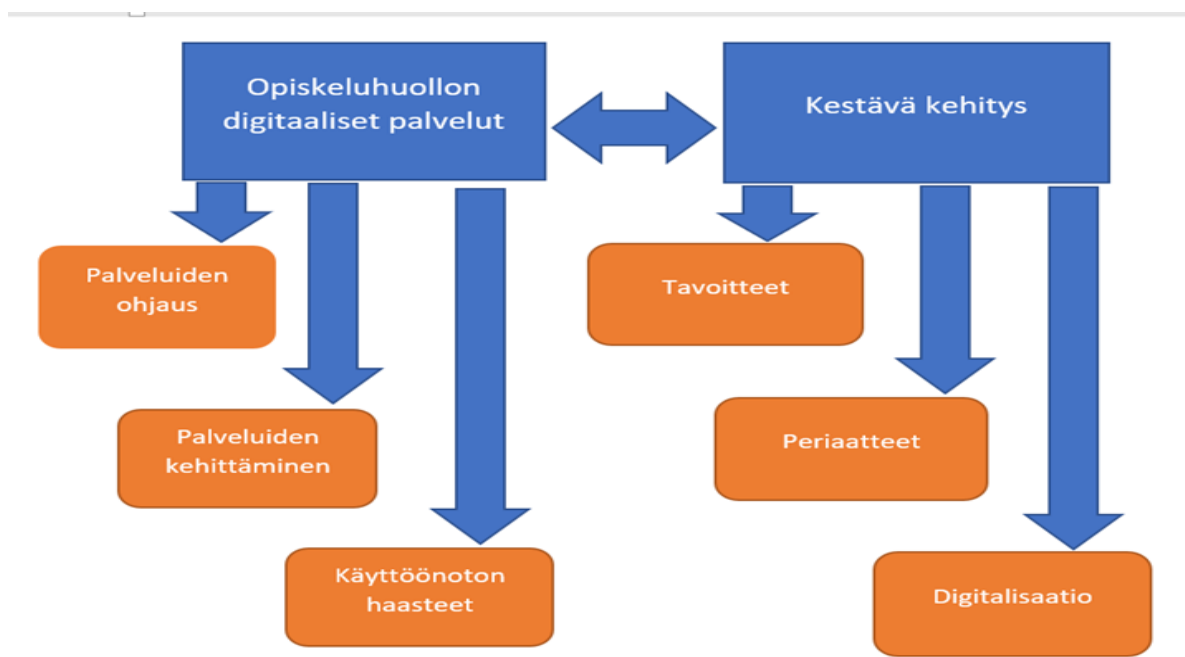 Opiskeluhuollon
digitaaliset palvelut
Kestävä kehitys
Palveluiden
ohjaus
Tavoitteet
Palveluiden
kehittäminen
Periaatteet
Käyttöönoton
haasteet
Digitalisaatio